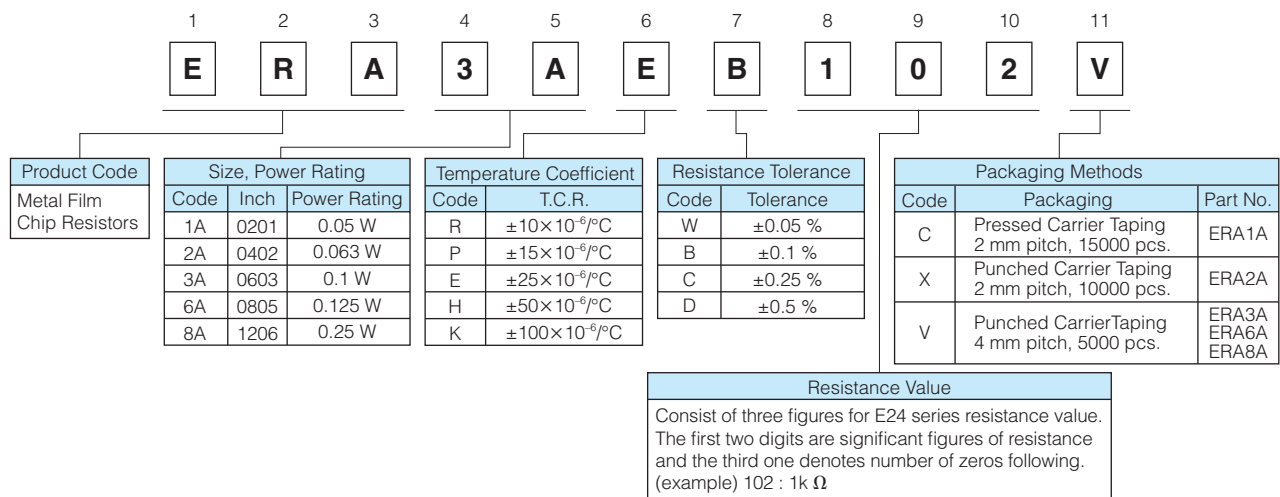 1 2 3 4 5 6 7 8 9 10 11
E R A 3 A E B 1 0 2 V
Product Code
Metal Film
Chip Resistors
Size, Power Rating
Code Inch Power Rating
1A 0201 0.05 W
2A 0402 0.063 W
3A 0603 0.1 W
6A 0805 0.125 W
8A 1206 0.25 W
Temperature Coefficient
Code T.C.R.
R ±10×10⁻⁶/°C
P ±15×10⁻⁶/°C
E ±25×10⁻⁶/°C
H ±50×10⁻⁶/°C
K ±100×10⁻⁶/°C
Resistance Tolerance
Code Tolerance
W ±0.05 %
B ±0.1 %
C ±0.25 %
D ±0.5 %
Packaging Methods
Code Packaging Part No.
C Pressed Carrier Taping
2 mm pitch, 15000 pcs. ERA1A
X Punched Carrier Taping
2 mm pitch, 10000 pcs. ERA2A
V Punched CarrierTaping
4 mm pitch, 5000 pcs. ERA3A
ERA6A
ERA8A
Resistance Value
Consist of three figures for E24 series resistance value.
The first two digits are significant figures of resistance
and the third one denotes number of zeros following.
(example) 102 : 1k Ω